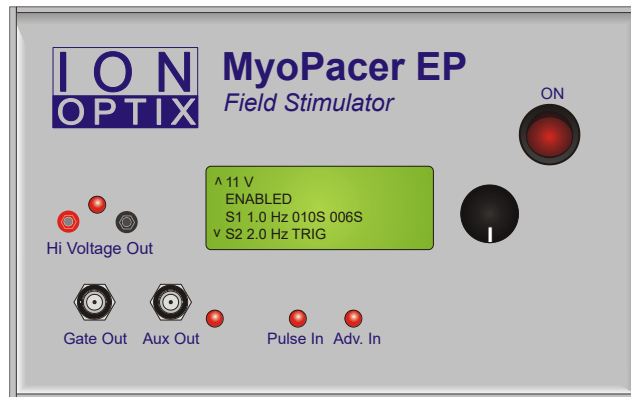 ION
OPTIX
MyoPacer EP
Field Stimulator
ON
^ 11 V
ENABLED
S1 1.0 Hz 010S 006S
v S2 2.0 Hz TRIG
Hi Voltage Out
Gate Out Aux Out Pulse In Adv. In